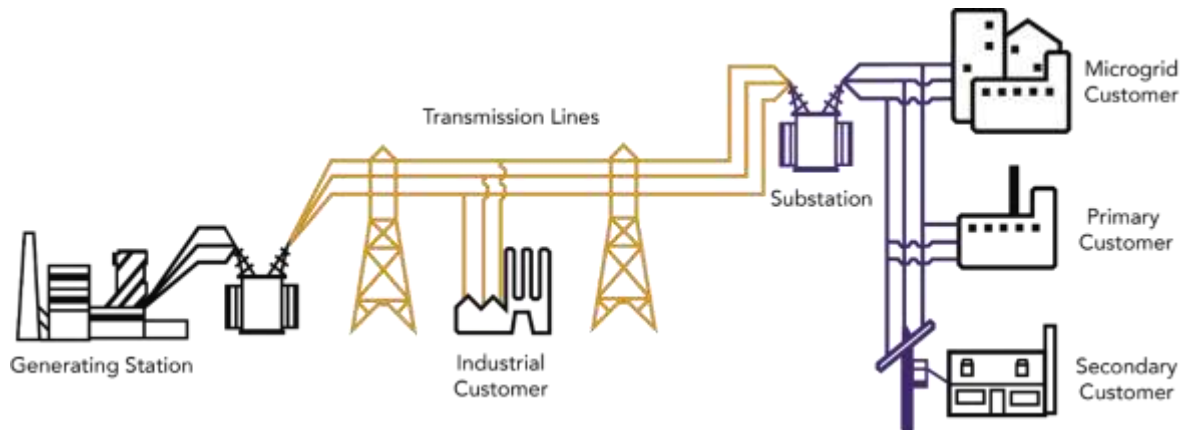 Microgrid
Customer
Transmission Lines
Substation
Primary
Customer
Generating Station
Industrial
Customer
Secondary
Customer